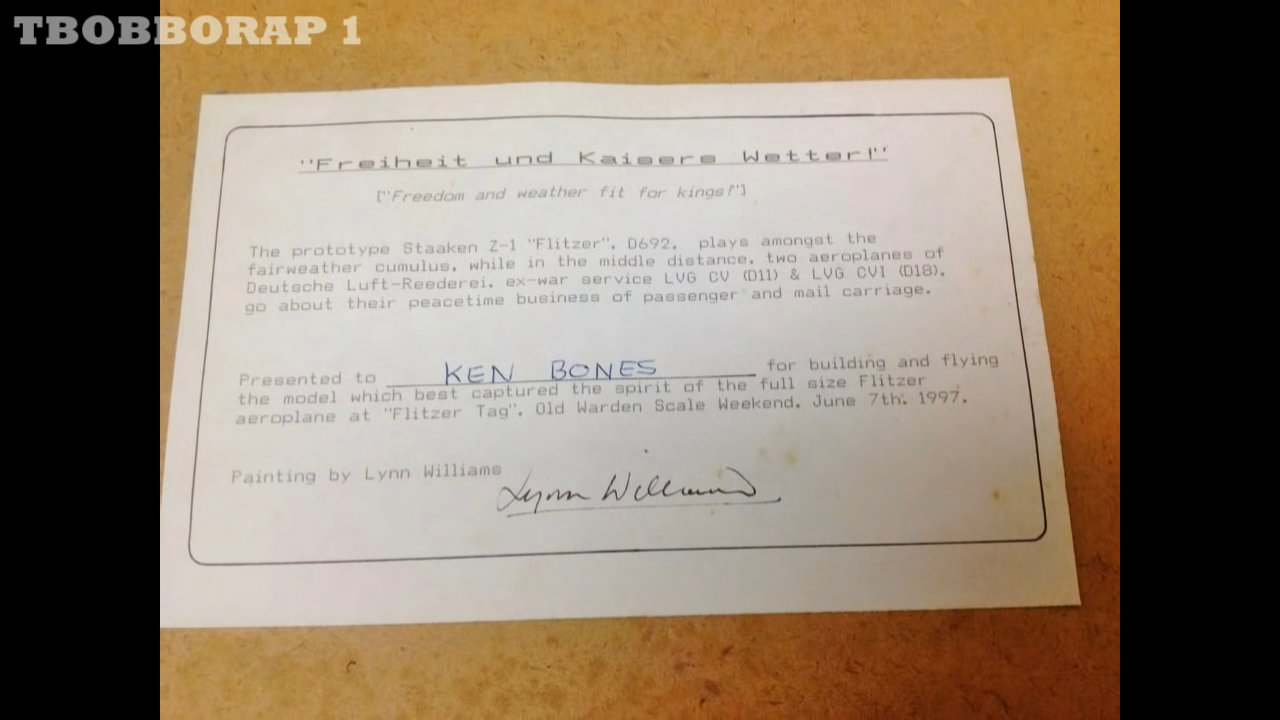 TBOBBORAP 1
"Freiheit und Kaisers Wetter!"
["Freedom and weather fit for kings!"]
The prototype Staaken Z-1 "Flitzer", D692, plays amongst the
fairweather cumulus, while in the middle distance, two aeroplanes of
Deutsche Luft-Reederei, ex-war service LVG CV (D11) & LVG CVI (D18),
go about their peacetime business of passenger and mail carriage.
Presented to KEN BONES for building and flying
the model which best captured the spirit of the full size Flitzer
aeroplane at "Flitzer Tag", Old Warden Scale Weekend, June 7th. 1997.
Painting by Lynn Williams
Lynn Williams